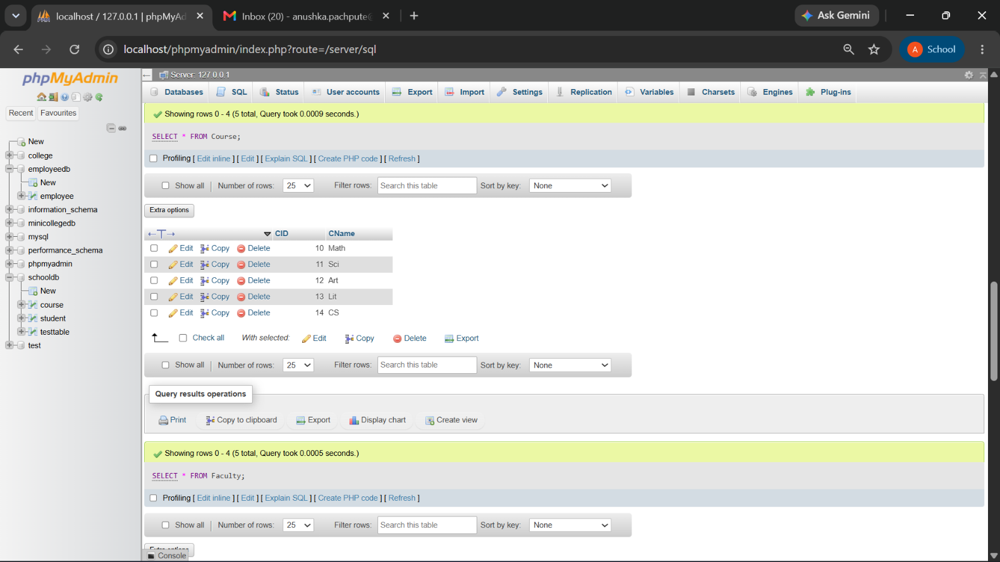 localhost / 127.0.0.1 | phpMyAd
Inbox (20) - anushka.pachpute@
Ask Gemini
localhost/phpmyadmin/index.php?route=/server/sql
A School
phpMyAdmin
Server: 127.0.0.1
Databases SQL Status User accounts Export Import Settings Replication Variables Charsets Engines Plug-ins
Recent Favourites
New
college
employeedb
New
employee
information_schema
minicollegedb
mysql
performance_schema
phpmyadmin
schooldb
New
course
student
testtable
test
Showing rows 0 - 4 (5 total, Query took 0.0009 seconds.)
SELECT * FROM Course;
Profiling [ Edit inline ] [ Edit ] [ Explain SQL ] [ Create PHP code ] [ Refresh ]
Show all | Number of rows: 25 Filter rows: Search this table Sort by key: None
Extra options
←T→ CID CName
Edit Copy Delete 10 Math
Edit Copy Delete 11 Sci
Edit Copy Delete 12 Art
Edit Copy Delete 13 Lit
Edit Copy Delete 14 CS
Check all With selected: Edit Copy Delete Export
Show all | Number of rows: 25 Filter rows: Search this table Sort by key: None
Query results operations
Print Copy to clipboard Export Display chart Create view
Showing rows 0 - 4 (5 total, Query took 0.0005 seconds.)
SELECT * FROM Faculty;
Profiling [ Edit inline ] [ Edit ] [ Explain SQL ] [ Create PHP code ] [ Refresh ]
Show all | Number of rows: 25 Filter rows: Search this table Sort by key: None
Extra options
Console